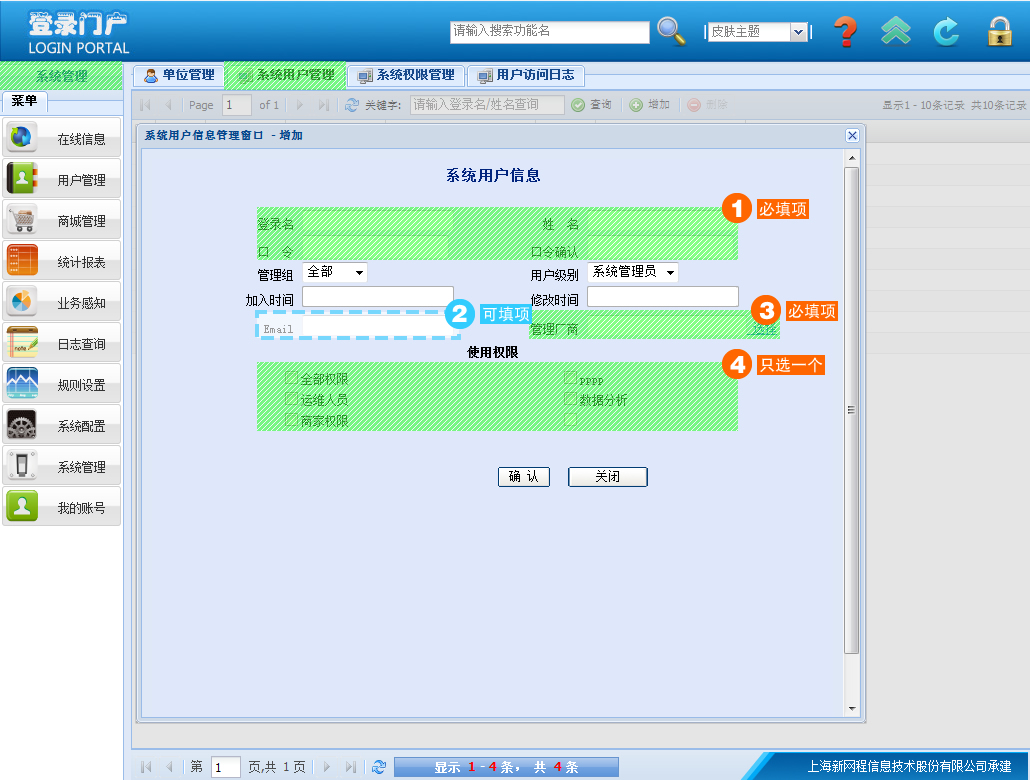 登录门户
LOGIN PORTAL
请输入搜索功能名
皮肤主题
系统管理
单位管理
系统用户管理
系统权限管理
用户访问日志
菜单
Page 1 of 1
关键字:
请输入登录名/姓名查询
查询
增加
删除
显示1 - 10条记录 共10条记录
系统用户信息管理窗口 - 增加
在线信息
用户管理
商城管理
统计报表
业务感知
日志查询
规则设置
系统配置
系统管理
我的账号
系统用户信息
1 必填项
登录名
姓 名
口 令
口令确认
管理组 全部
用户级别 系统管理员
加入时间
修改时间
2 可填项
3 必填项
Email
管理厂商
选择
使用权限
4 只选一个
全部权限
pppp
运维人员
数据分析
商家权限
确 认
关闭
第 1 页,共 1 页
显示 1 - 4 条， 共 4 条
上海新网程信息技术股份有限公司承建